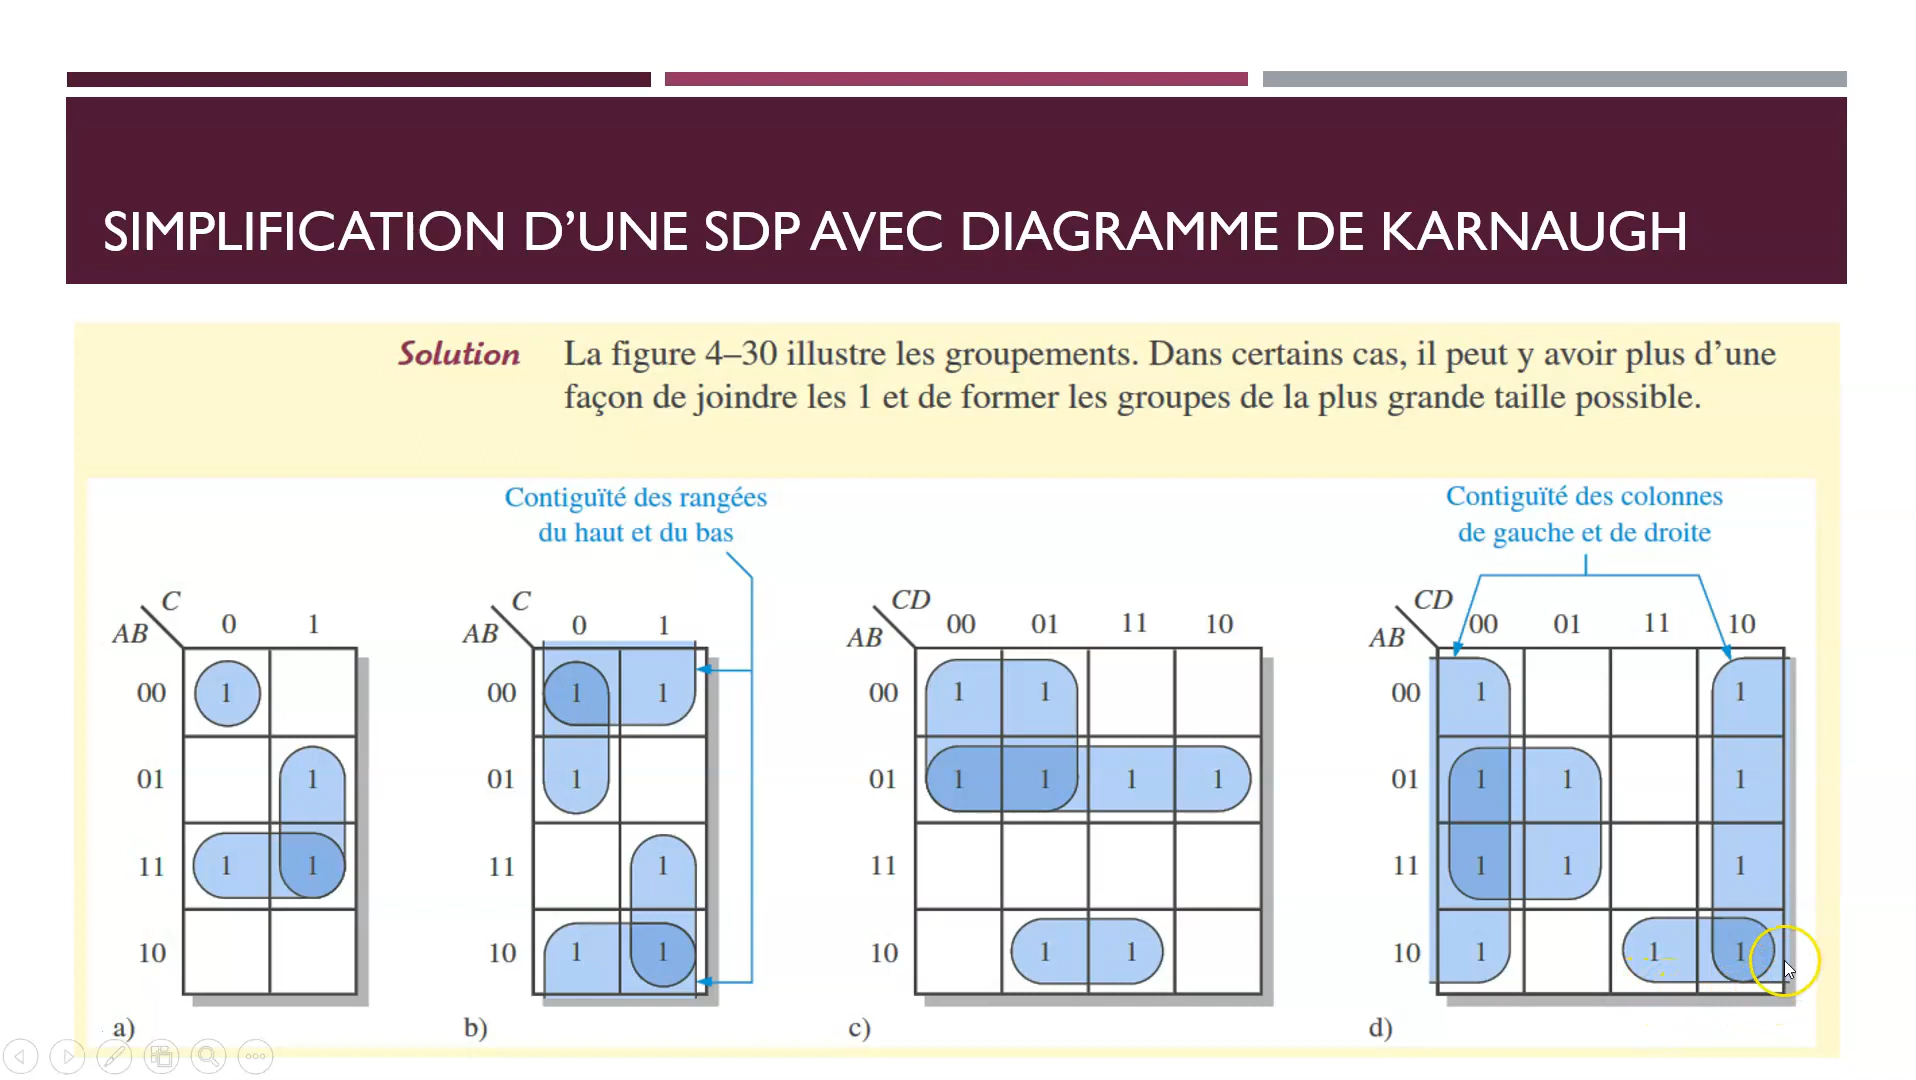 SIMPLIFICATION D’UNE SDP AVEC DIAGRAMME DE KARNAUGH
Solution La figure 4–30 illustre les groupements. Dans certains cas, il peut y avoir plus d’une
façon de joindre les 1 et de former les groupes de la plus grande taille possible.
Contiguïté des rangées
du haut et du bas
Contiguïté des colonnes
de gauche et de droite
C
AB 0 1
00 1
01 1
11 1 1
10
a)
C
AB 0 1
00 1 1
01 1
11 1
10 1 1
b)
CD
AB 00 01 11 10
00 1 1
01 1 1 1 1
11
10 1 1
c)
CD
AB 00 01 11 10
00 1 1
01 1 1 1
11 1 1 1
10 1 1 1
d)